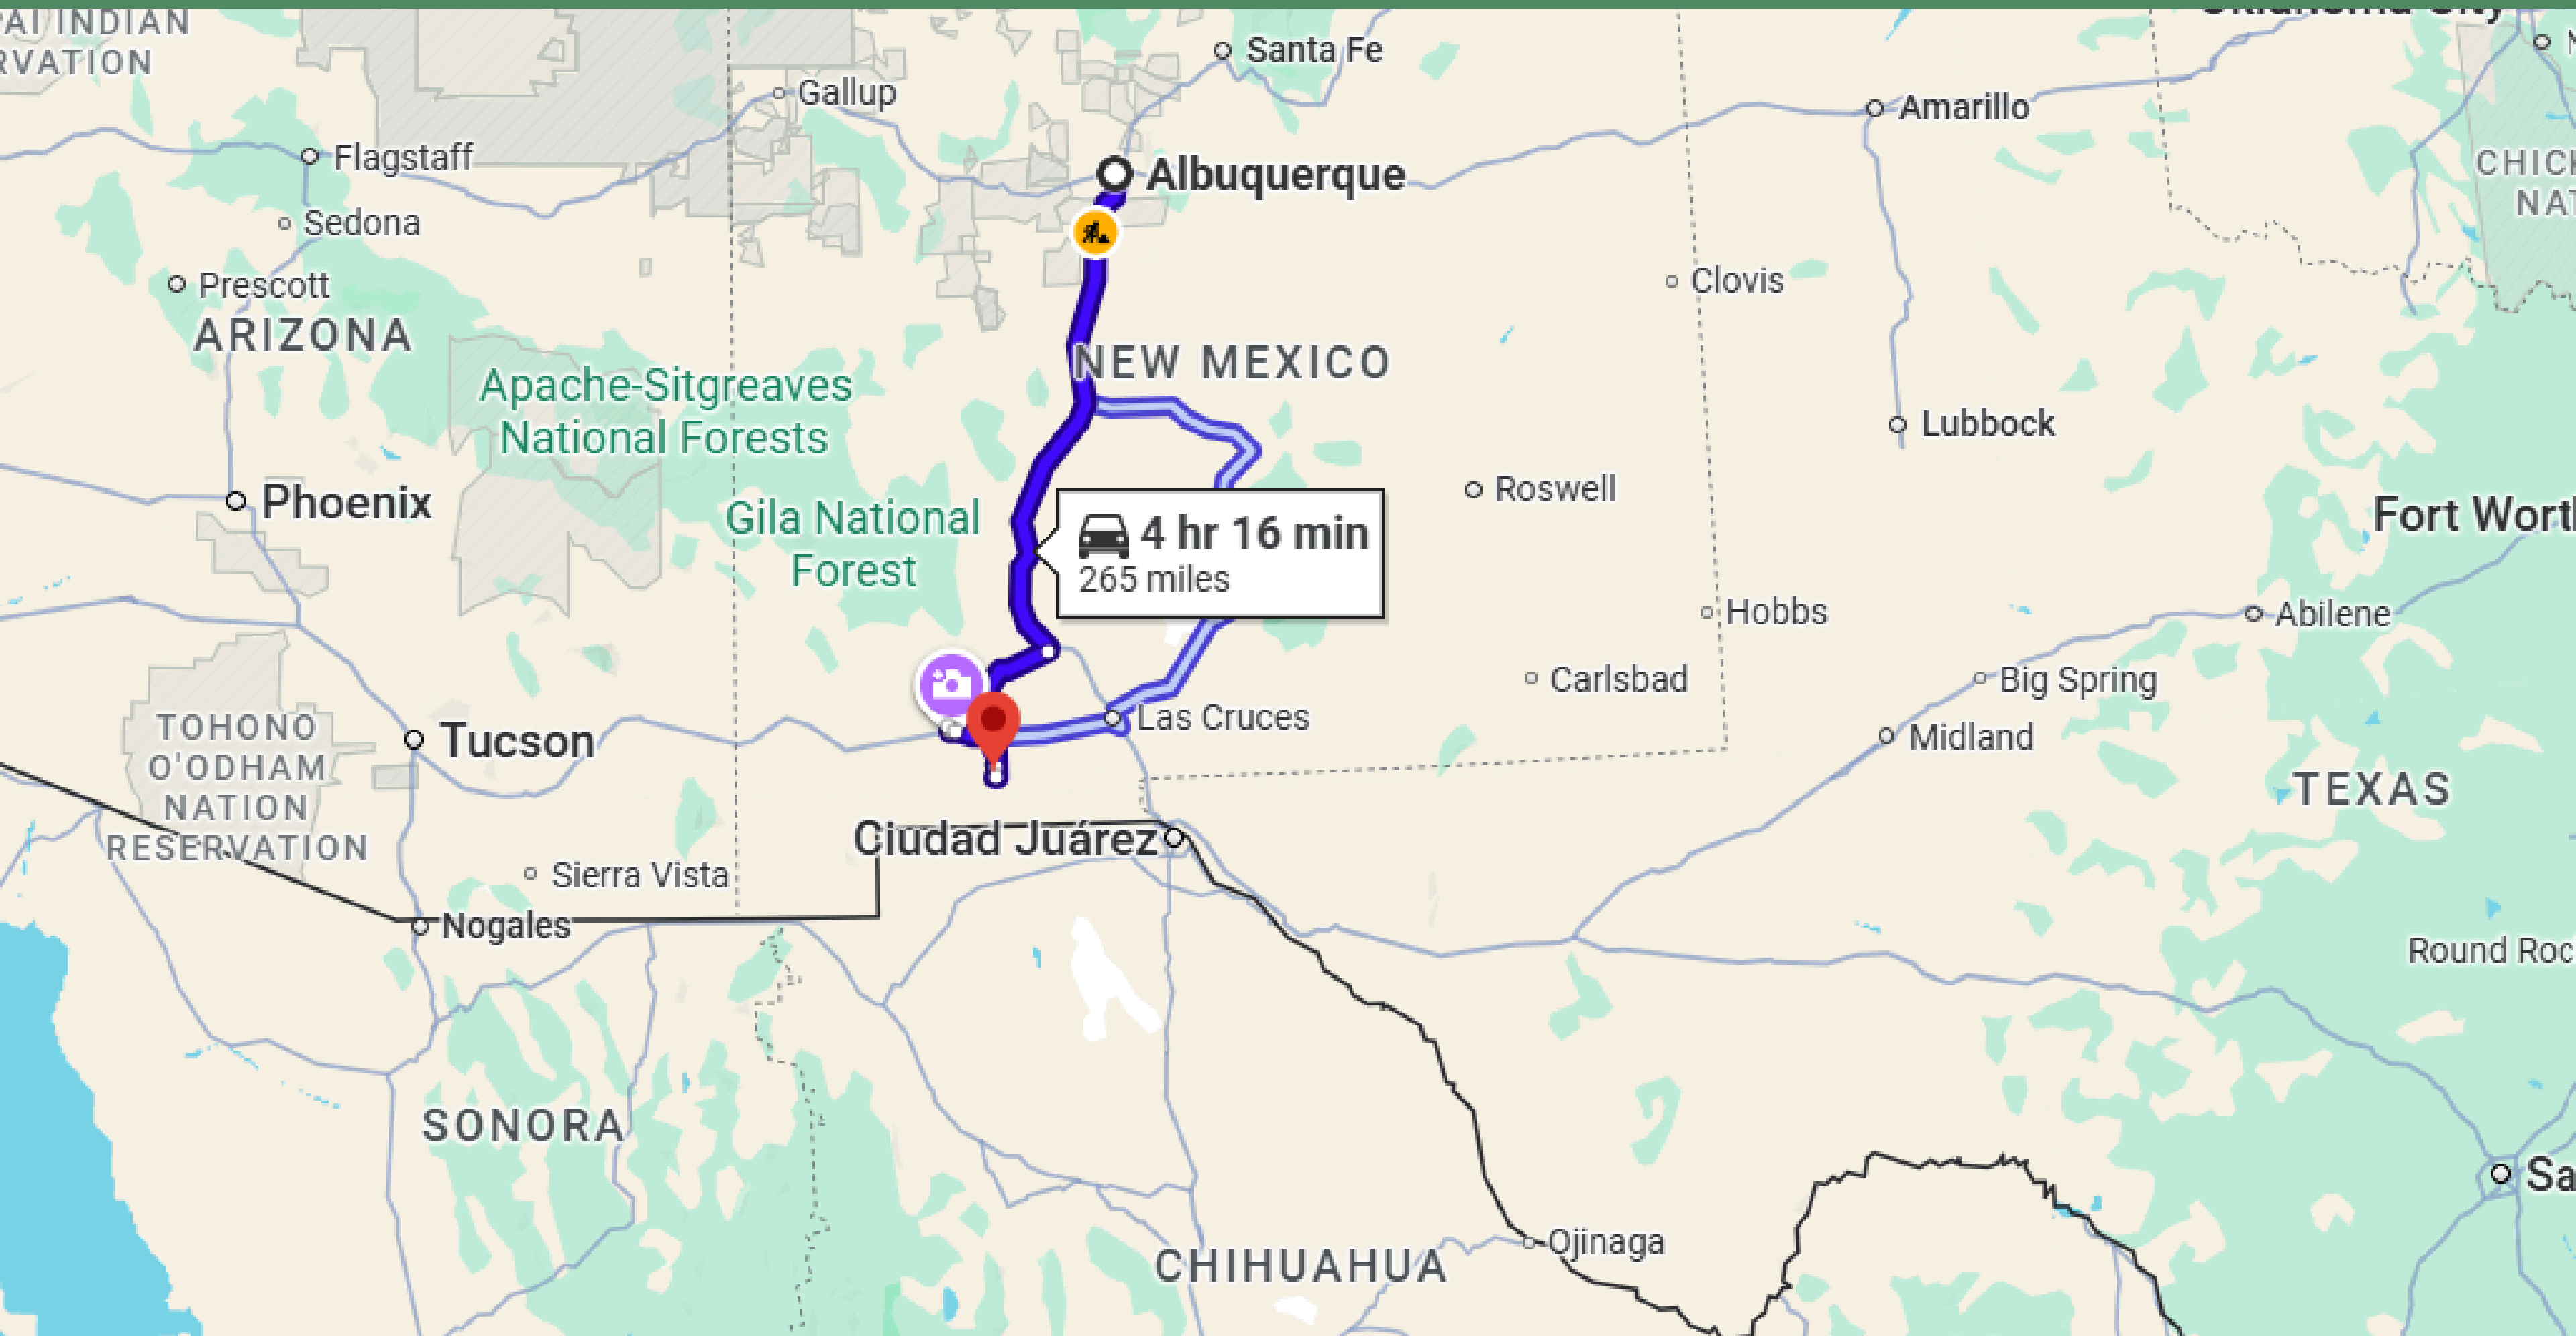 PAI INDIAN
RVATION
Santa Fe
Gallup
Amarillo
Flagstaff
Albuquerque
Sedona
Prescott
Clovis
ARIZONA
NEW MEXICO
Apache-Sitgreaves
National Forests
Lubbock
Phoenix
Roswell
Gila National
Forest
4 hr 16 min
265 miles
Fort Wort
Hobbs
Abilene
Carlsbad
Big Spring
Las Cruces
Midland
TOHONO
O'ODHAM
NATION
RESERVATION
Tucson
TEXAS
Ciudad Juárez
Sierra Vista
Nogales
Round Roc
SONORA
Sa
Ojinaga
CHIHUAHUA
CHICK
NAT